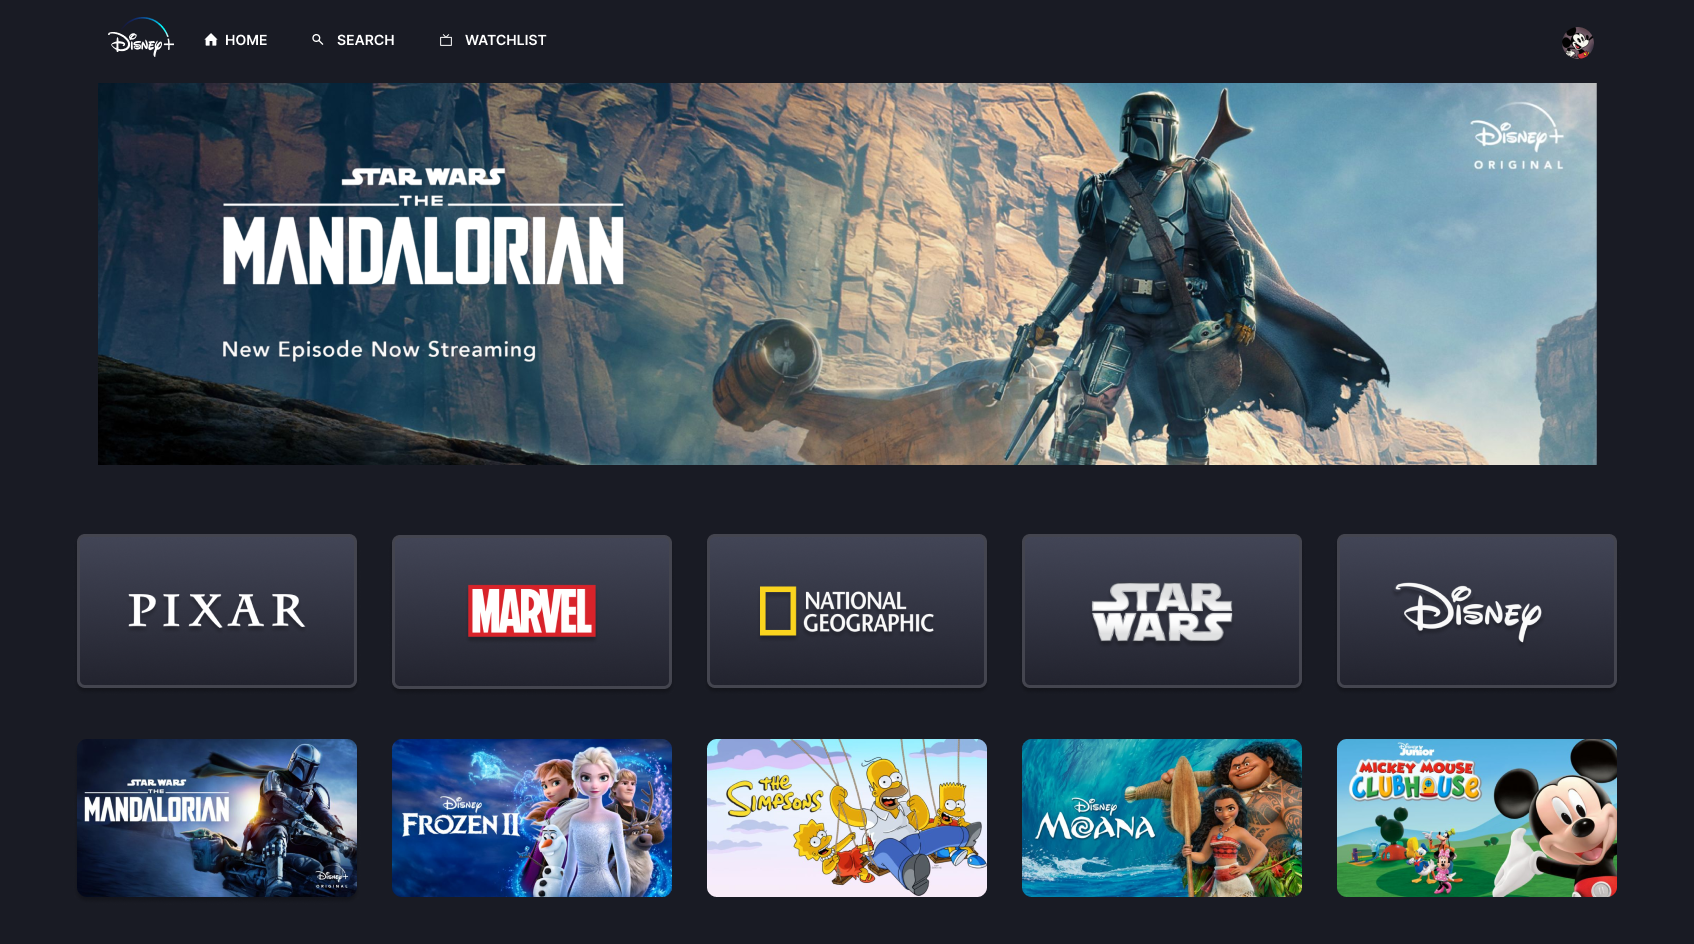 Disney+
HOME
SEARCH
WATCHLIST
STAR WARS
THE
MANDALORIAN
New Episode Now Streaming
Disney+
ORIGINAL
PIXAR
MARVEL
NATIONAL
GEOGRAPHIC
STAR
WARS
Disney
STAR WARS
THE
MANDALORIAN
Disney+
ORIGINAL
Disney
FROZEN II
THE
SIMPSONS
Disney
MOANA
Disney
Junior
MICKEY MOUSE
CLUBHOUSE